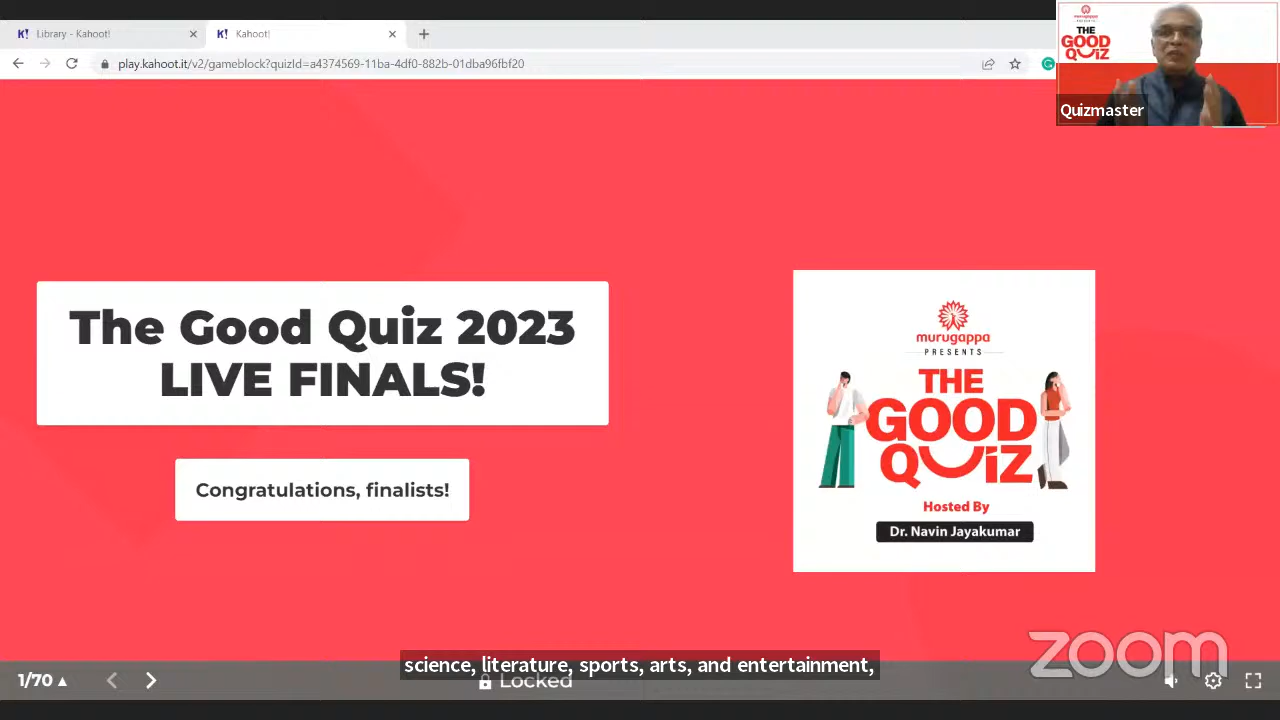 Library - Kahoot!
Kahoot!
play.kahoot.it/v2/gameblock?quizId=a4374569-11ba-4df0-882b-01dba96fbf20
murugappa
THE
GOOD
QUIZ
Quizmaster
The Good Quiz 2023
LIVE FINALS!
Congratulations, finalists!
murugappa
PRESENTS
THE
GOOD
QUiZ
Hosted By
Dr. Navin Jayakumar
zoom
science, literature, sports, arts, and entertainment,
1/70
Locked